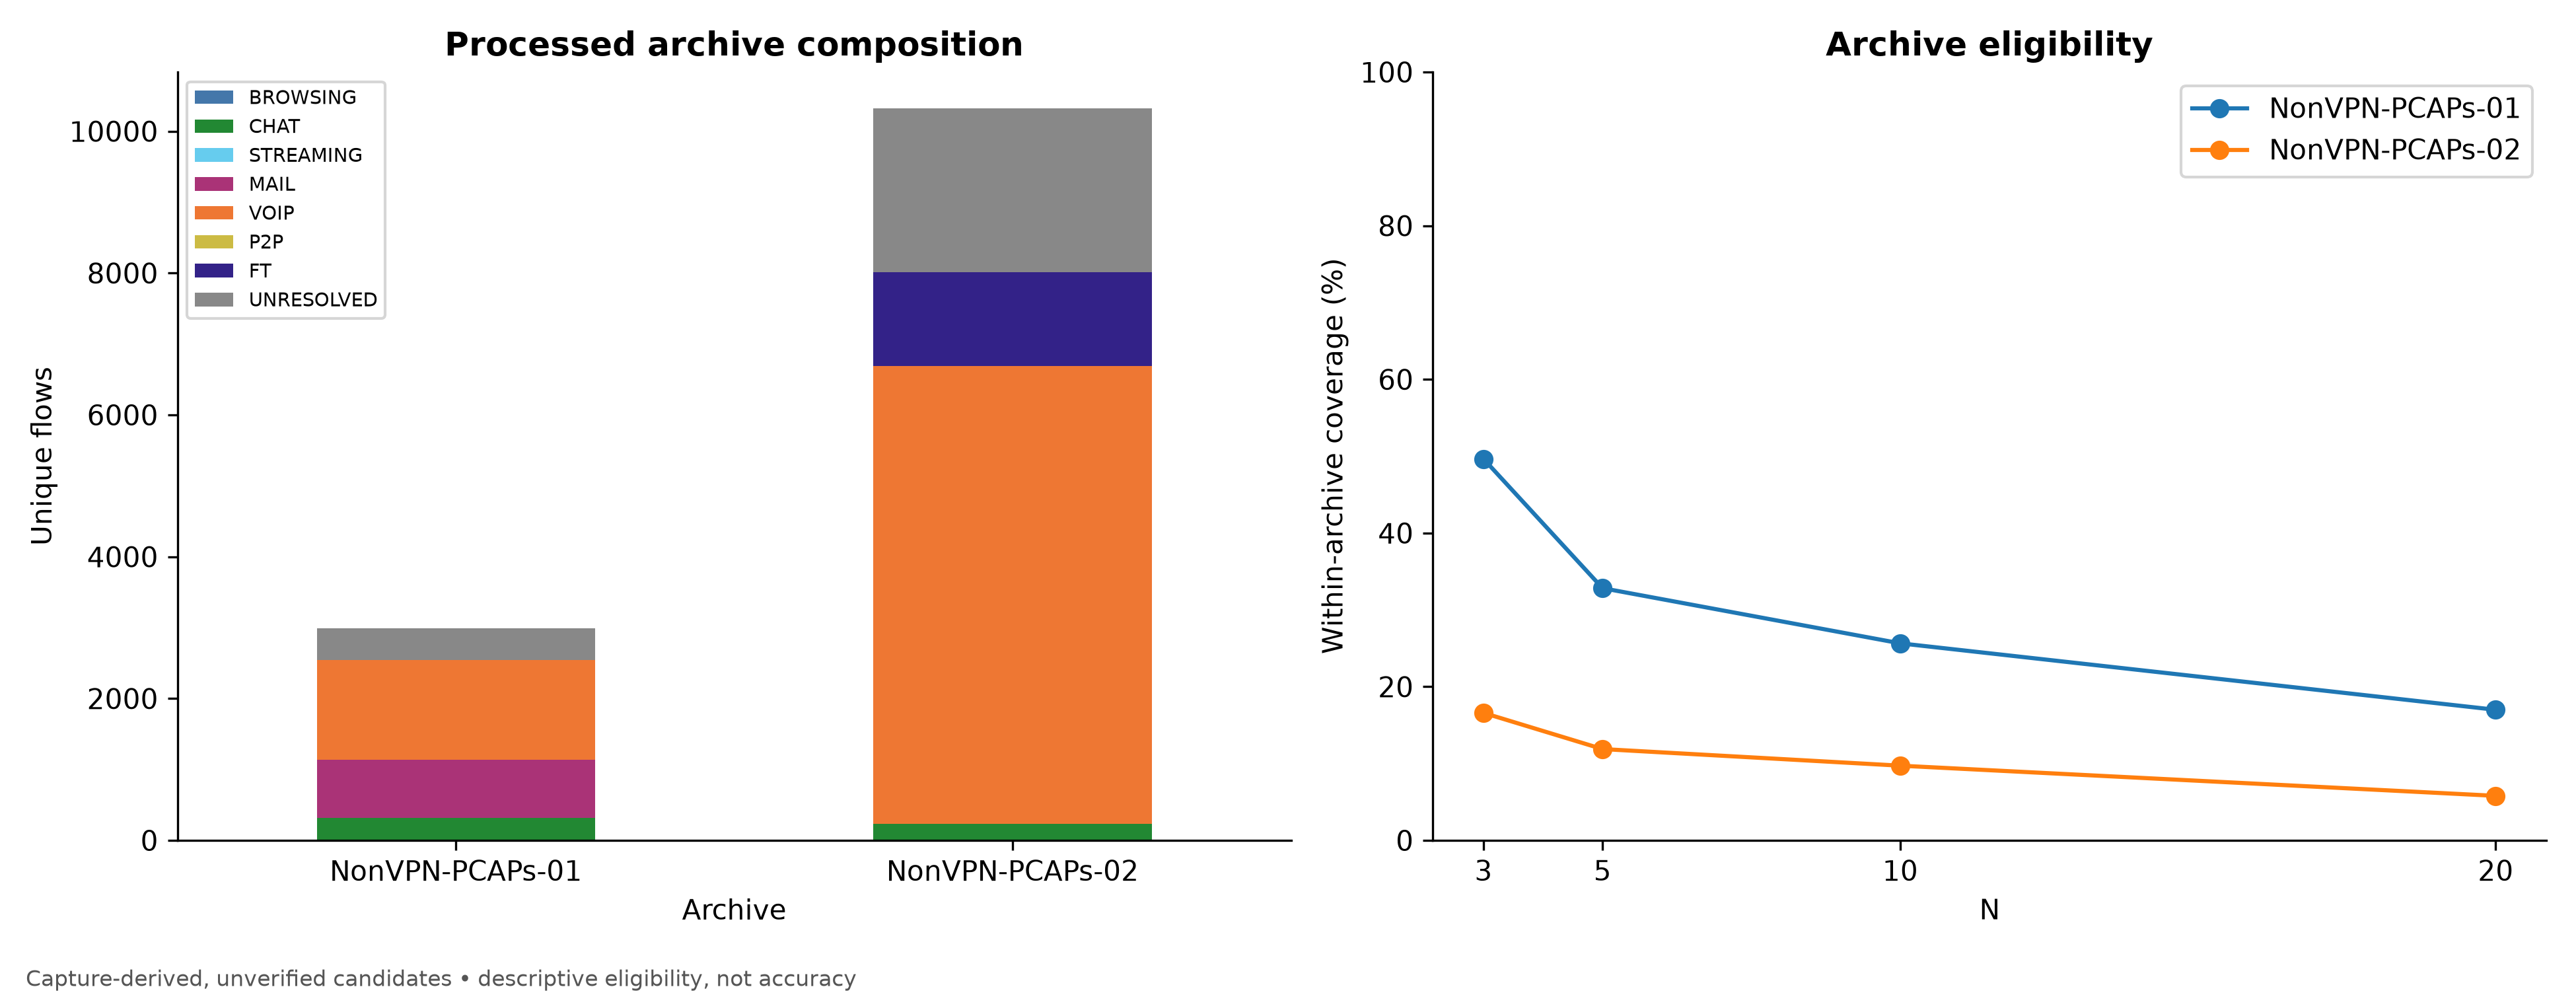 Processed archive composition
BROWSING
CHAT
STREAMING
MAIL
VOIP
P2P
FT
UNRESOLVED
10000
8000
6000
4000
2000
0
Unique flows
NonVPN-PCAPs-01
NonVPN-PCAPs-02
Archive
Archive eligibility
NonVPN-PCAPs-01
NonVPN-PCAPs-02
100
80
60
40
20
0
Within-archive coverage (%)
3
5
10
20
N
Capture-derived, unverified candidates • descriptive eligibility, not accuracy